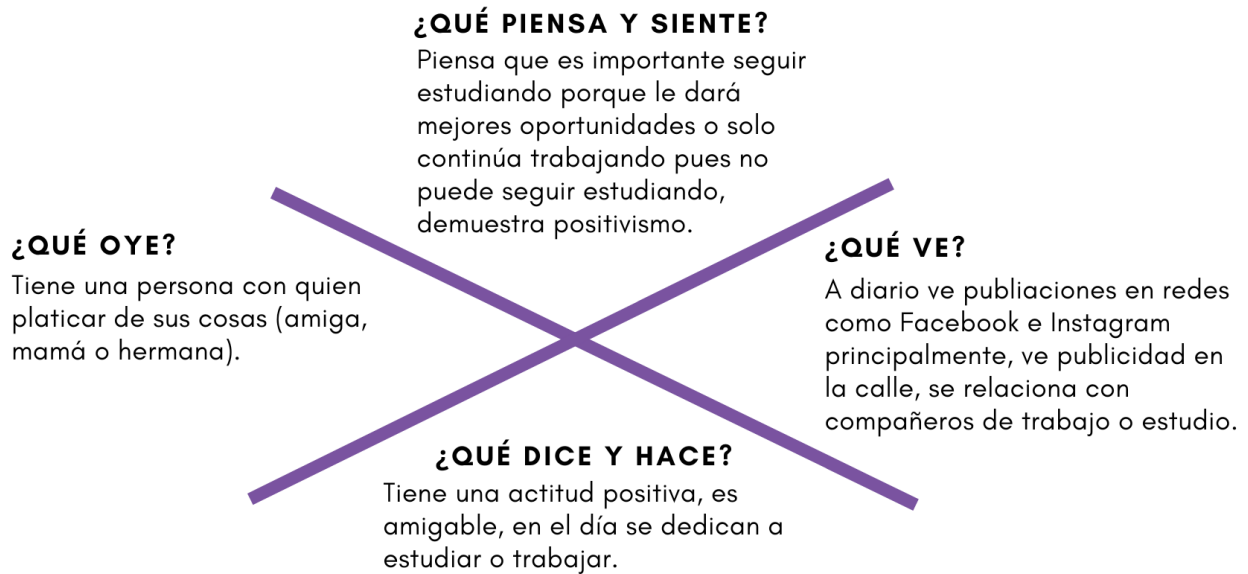 ¿QUÉ PIENSA Y SIENTE?
Piensa que es importante seguir
estudiando porque le dará
mejores oportunidades o solo
continúa trabajando pues no
puede seguir estudiando,
demuestra positivismo.
¿QUÉ OYE?
Tiene una persona con quien
platicar de sus cosas (amiga,
mamá o hermana).
¿QUÉ VE?
A diario ve publiaciones en redes
como Facebook e Instagram
principalmente, ve publicidad en
la calle, se relaciona con
compañeros de trabajo o estudio.
¿QUÉ DICE Y HACE?
Tiene una actitud positiva, es
amigable, en el día se dedican a
estudiar o trabajar.